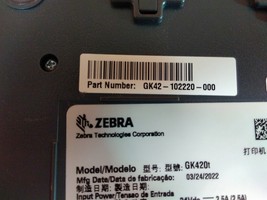 Part Number: GK42-102220-000
ZEBRA
Zebra Technologies Corporation
打印机
Model/Modelo 型号: 型號: GK420t
Mfg Date/Data de fabricação: 03/24/2022
制造日期: 製造日期:
Input/Power/Tensão de Entrada